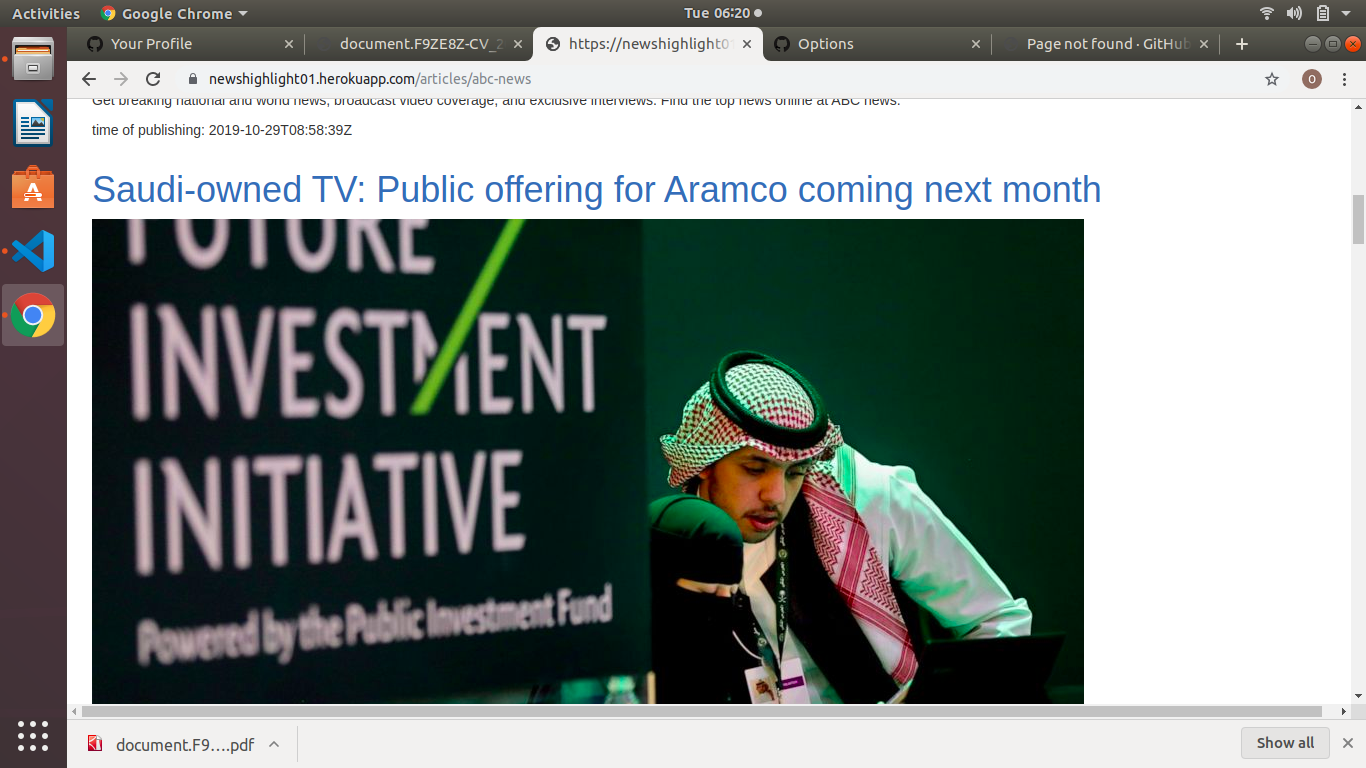 Activities
Google Chrome
Tue 06:20
Your Profile
document.F9ZE8Z-CV_2
https://newshighlight01
Options
Page not found · GitHub
newshighlight01.herokuapp.com/articles/abc-news
O
Get breaking national and world news, broadcast video coverage, and exclusive interviews. Find the top news online at ABC news.
time of publishing: 2019-10-29T08:58:39Z
Saudi-owned TV: Public offering for Aramco coming next month
FUTURE
INVESTMENT
INITIATIVE
Powered by the Public Investment Fund
document.F9….pdf
Show all